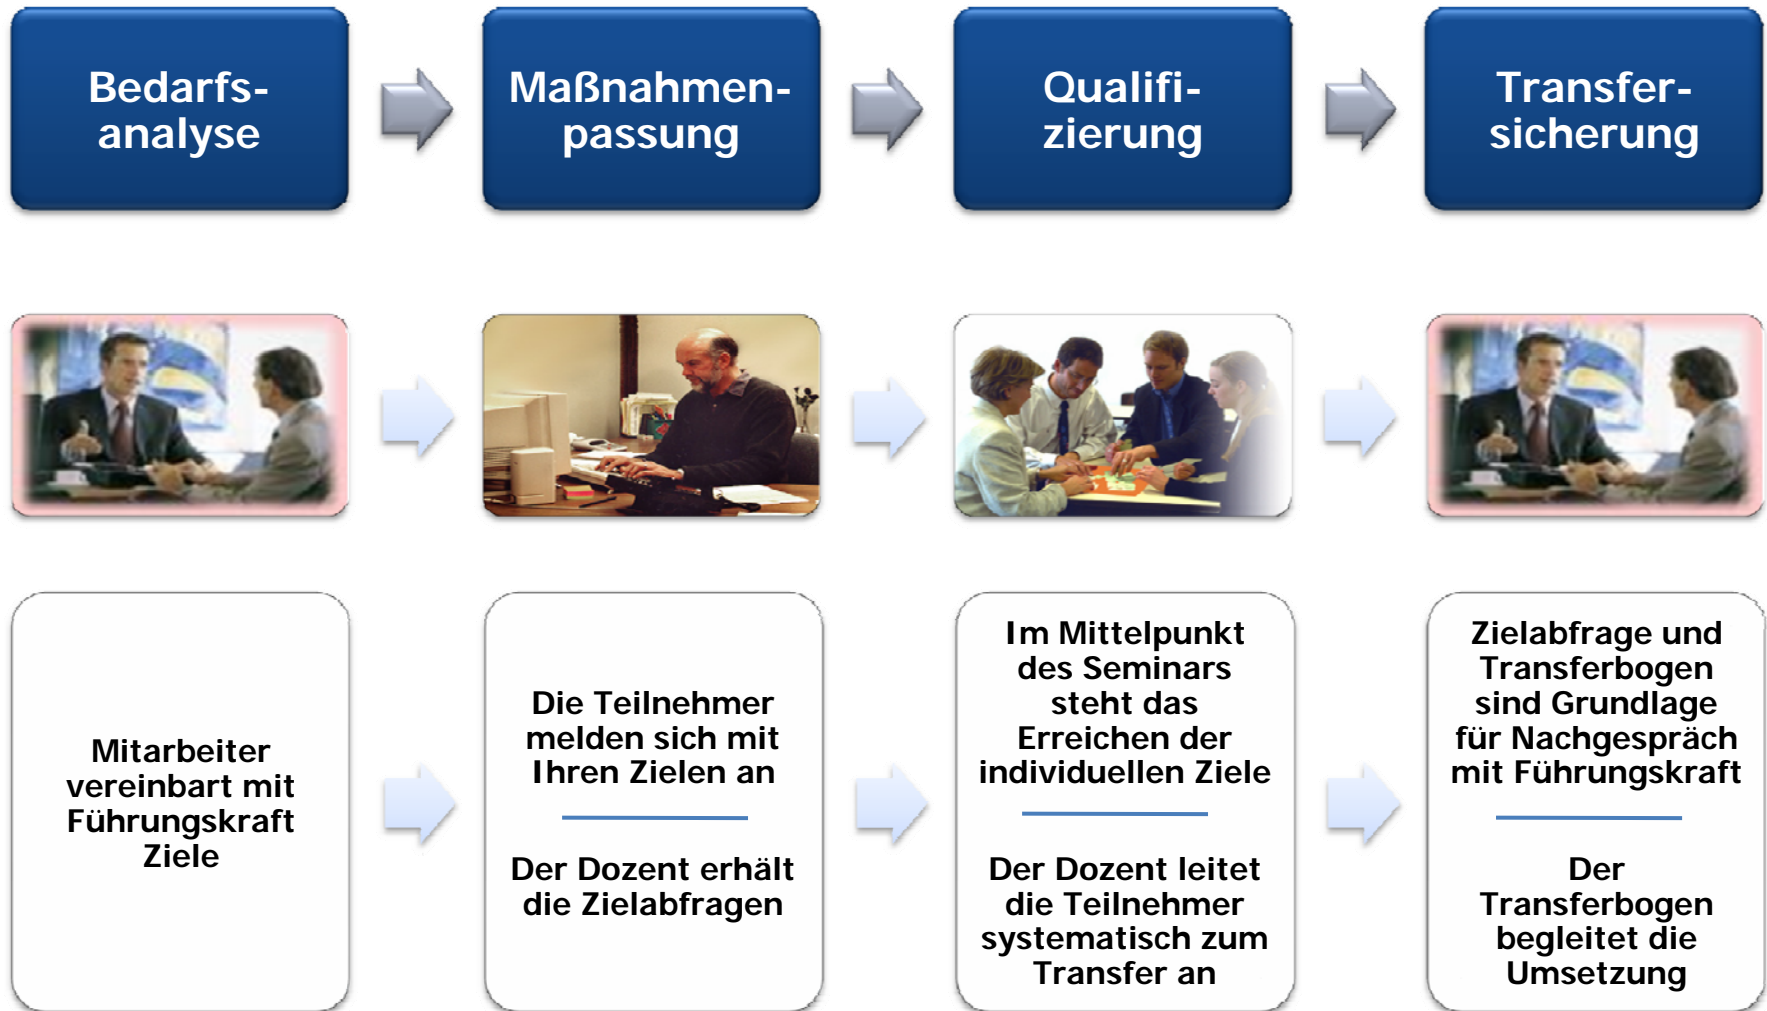 Bedarfs-
analyse
Maßnahmen-
passung
Qualifi-
zierung
Transfer-
sicherung
Mitarbeiter
vereinbart mit
Führungskraft
Ziele
Die Teilnehmer
melden sich mit
Ihren Zielen an
Der Dozent erhält
die Zielabfragen
Im Mittelpunkt
des Seminars
steht das
Erreichen der
individuellen Ziele
Der Dozent leitet
die Teilnehmer
systematisch zum
Transfer an
Zielabfrage und
Transferbogen
sind Grundlage
für Nachgespräch
mit Führungskraft
Der
Transferbogen
begleitet die
Umsetzung